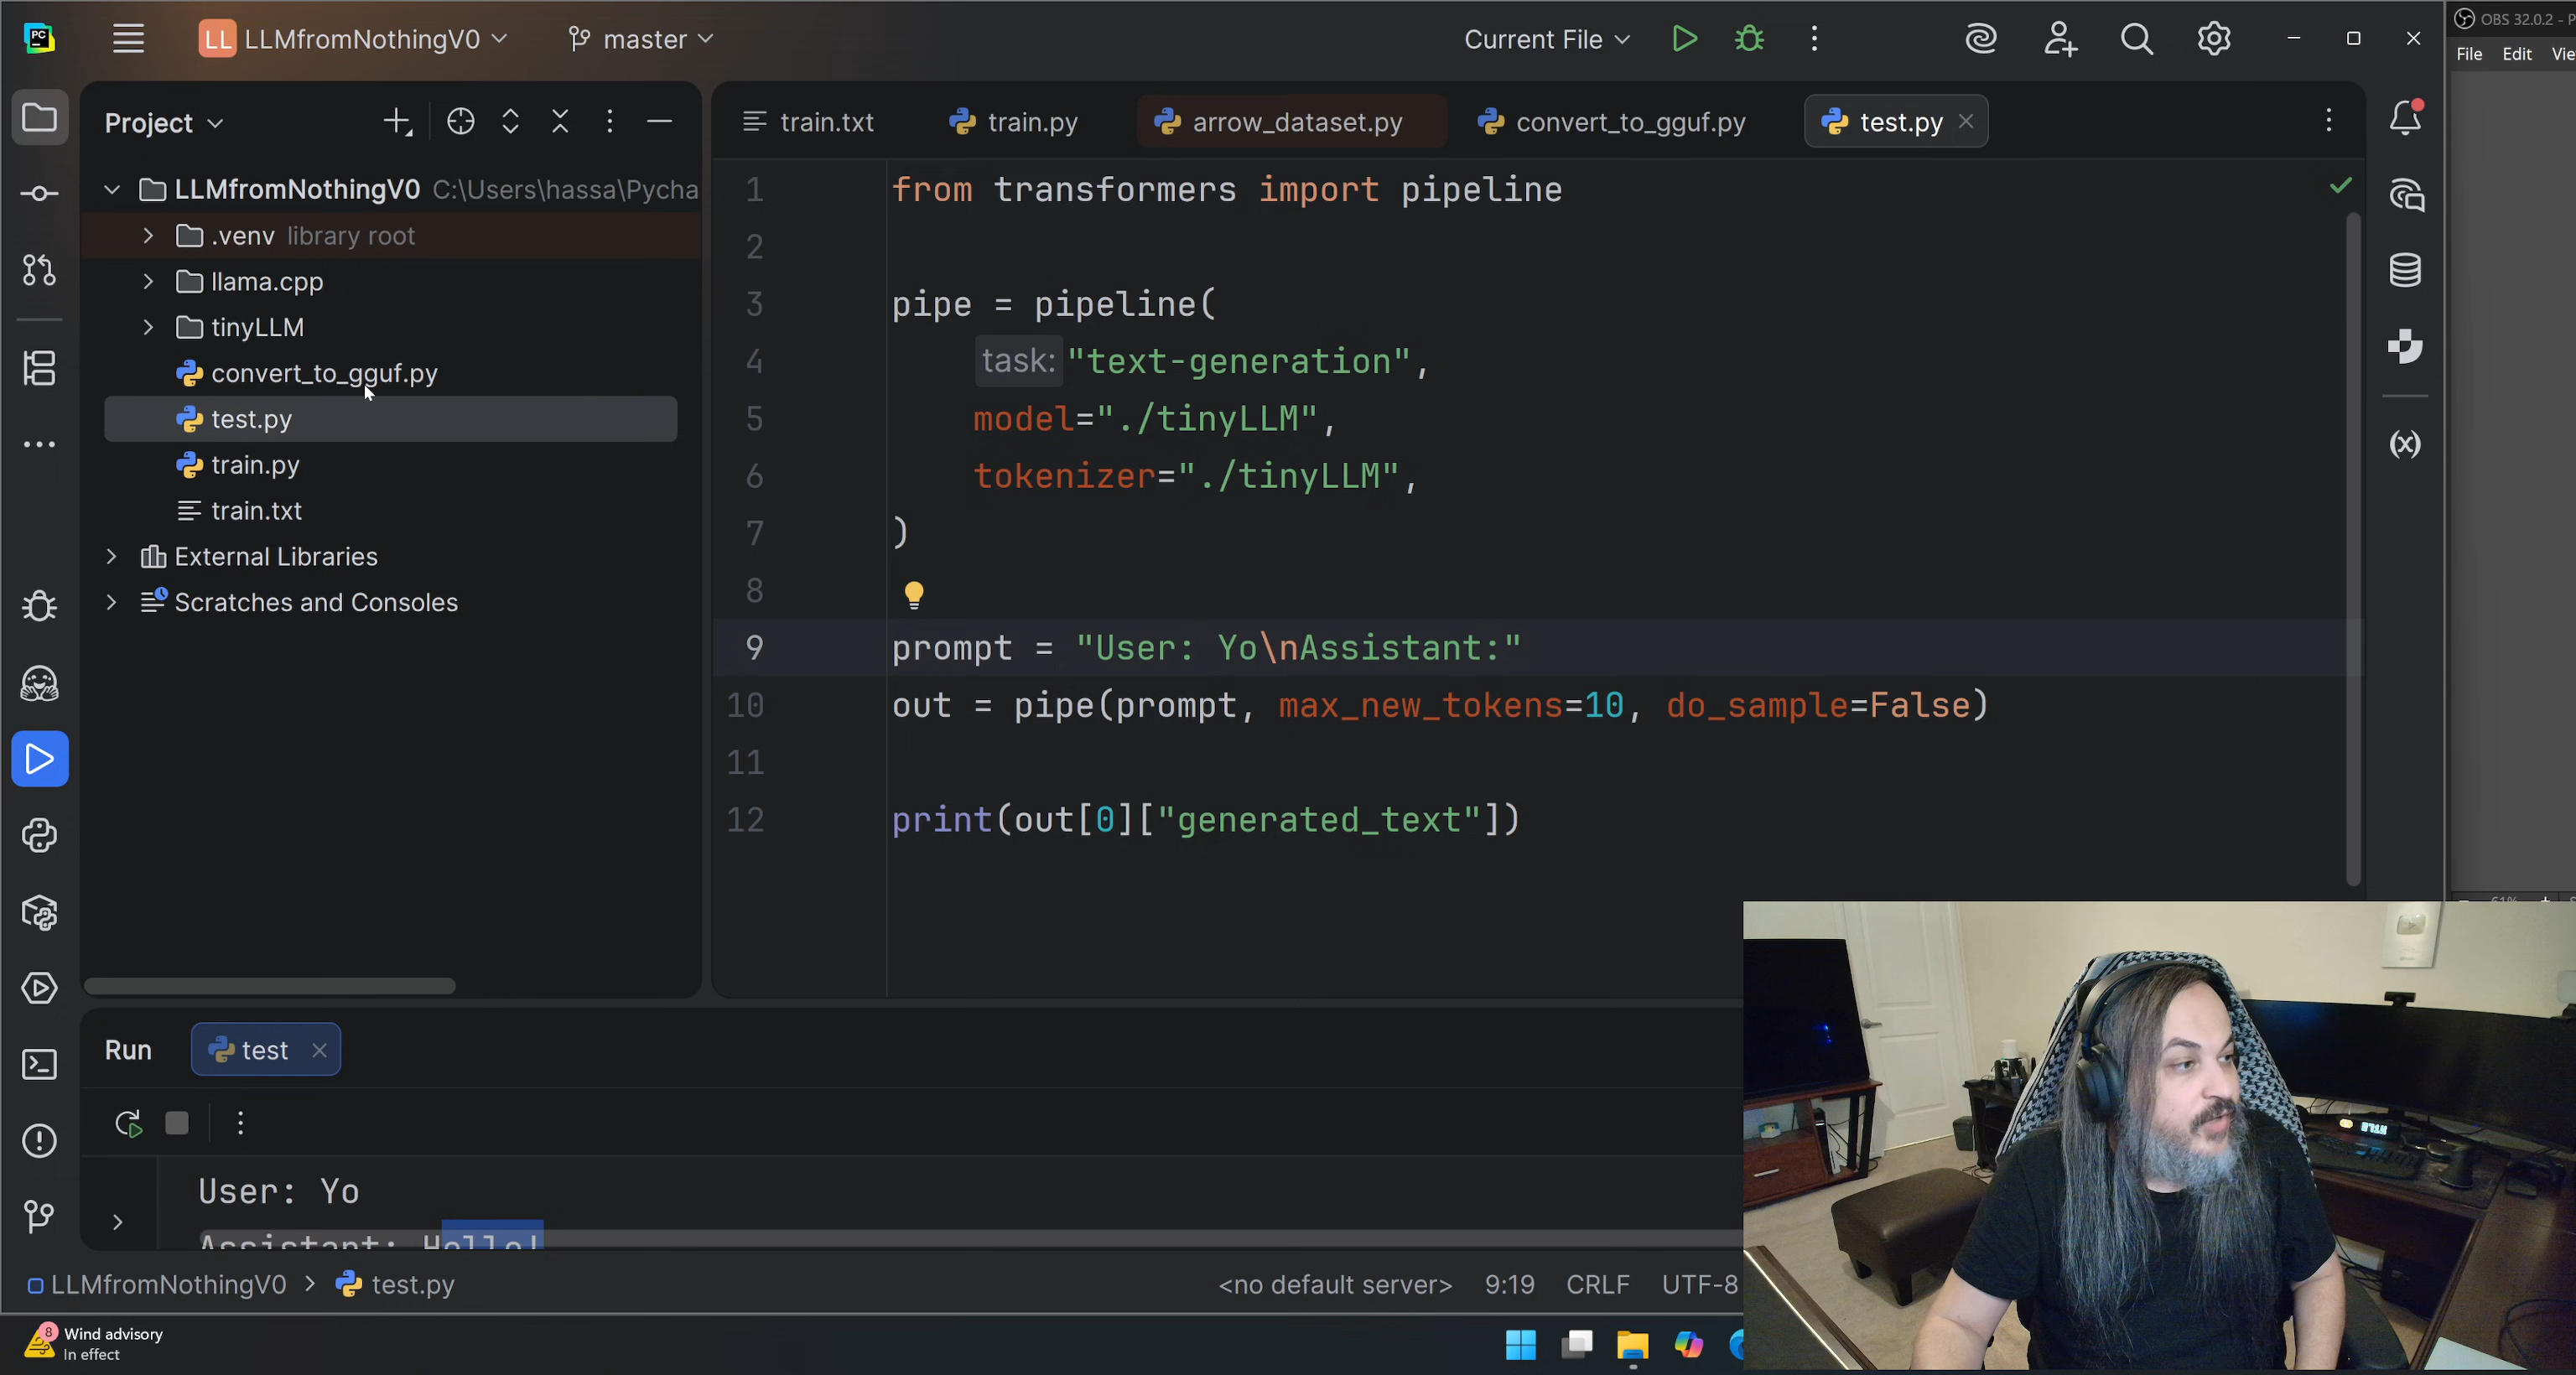 PC
LL LLMfromNothingV0
master
Current File
OBS 32.0.2 - P
File Edit Vie
Project
train.txt
train.py
arrow_dataset.py
convert_to_gguf.py
test.py
LLMfromNothingV0 C:\Users\hassa\Pycha
.venv library root
llama.cpp
tinyLLM
convert_to_gguf.py
test.py
train.py
train.txt
External Libraries
Scratches and Consoles
1 from transformers import pipeline
2
3 pipe = pipeline(
4 task: "text-generation",
5 model="./tinyLLM",
6 tokenizer="./tinyLLM",
7 )
8
9 prompt = "User: Yo\nAssistant:"
10 out = pipe(prompt, max_new_tokens=10, do_sample=False)
11
12 print(out[0]["generated_text"])
Run
test
User: Yo
Assistant: Hello!
LLMfromNothingV0 > test.py
<no default server> 9:19 CRLF UTF-8
8
Wind advisory
In effect